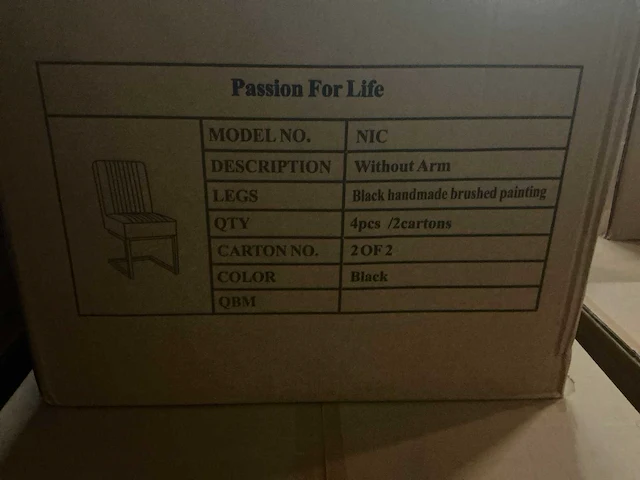 Passion For Life
MODEL NO. NIC
DESCRIPTION Without Arm
LEGS Black handmade brushed painting
QTY 4pcs /2cartons
CARTON NO. 2 OF 2
COLOR Black
QBM